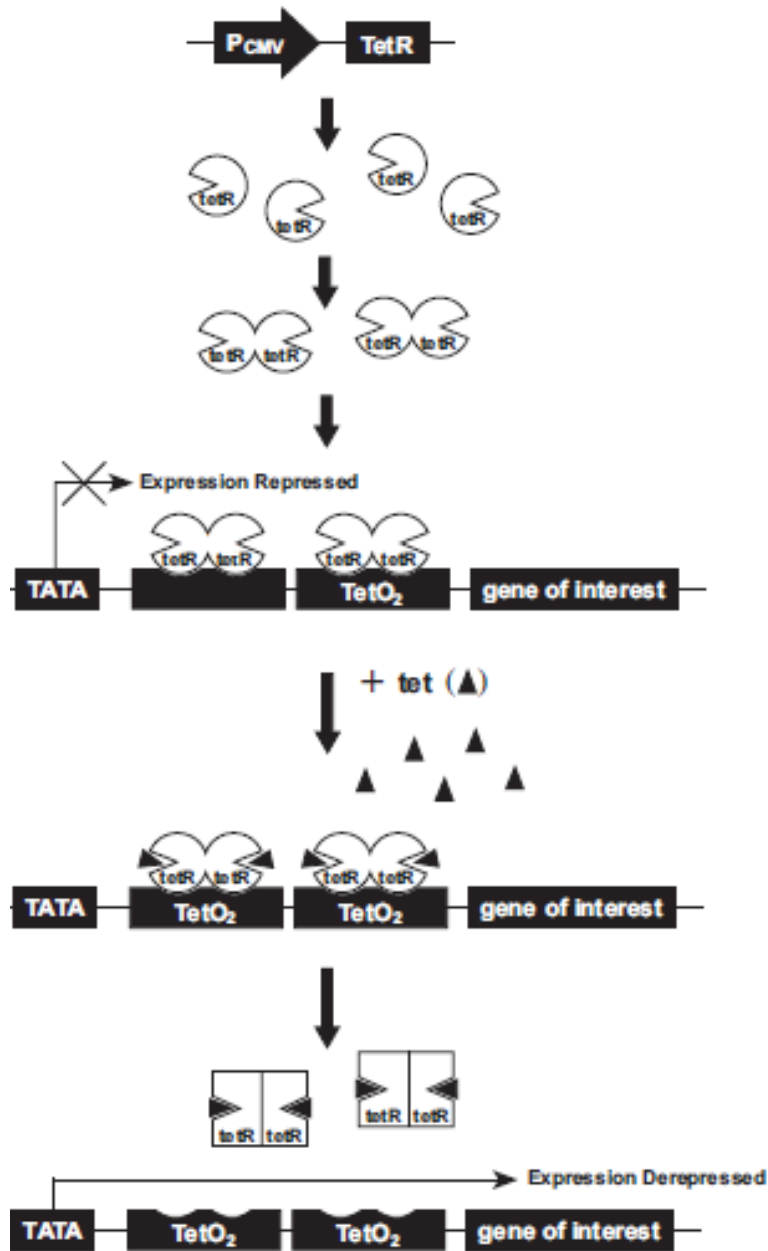 PCMV TetR
tetR tetR tetR tetR
tetR tetR tetR tetR
Expression Repressed
tetR tetR tetR tetR
TATA TetO2 gene of interest
+ tet (▲)
tetR tetR tetR tetR
TATA TetO2 TetO2 gene of interest
tetR tetR tetR tetR
Expression Derepressed
TATA TetO2 TetO2 gene of interest